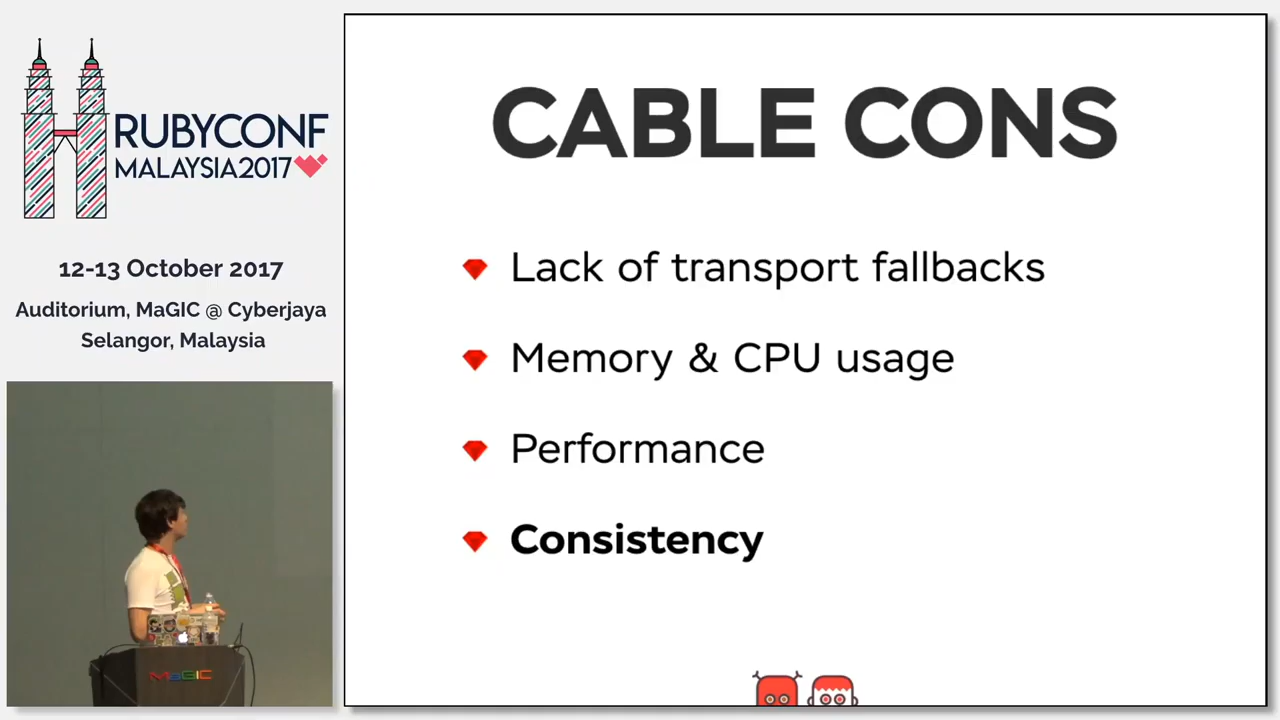 RUBYCONF
MALAYSIA2017
12-13 October 2017
Auditorium, MaGIC @ Cyberjaya
Selangor, Malaysia
MaGIC
CABLE CONS
Lack of transport fallbacks
Memory & CPU usage
Performance
Consistency